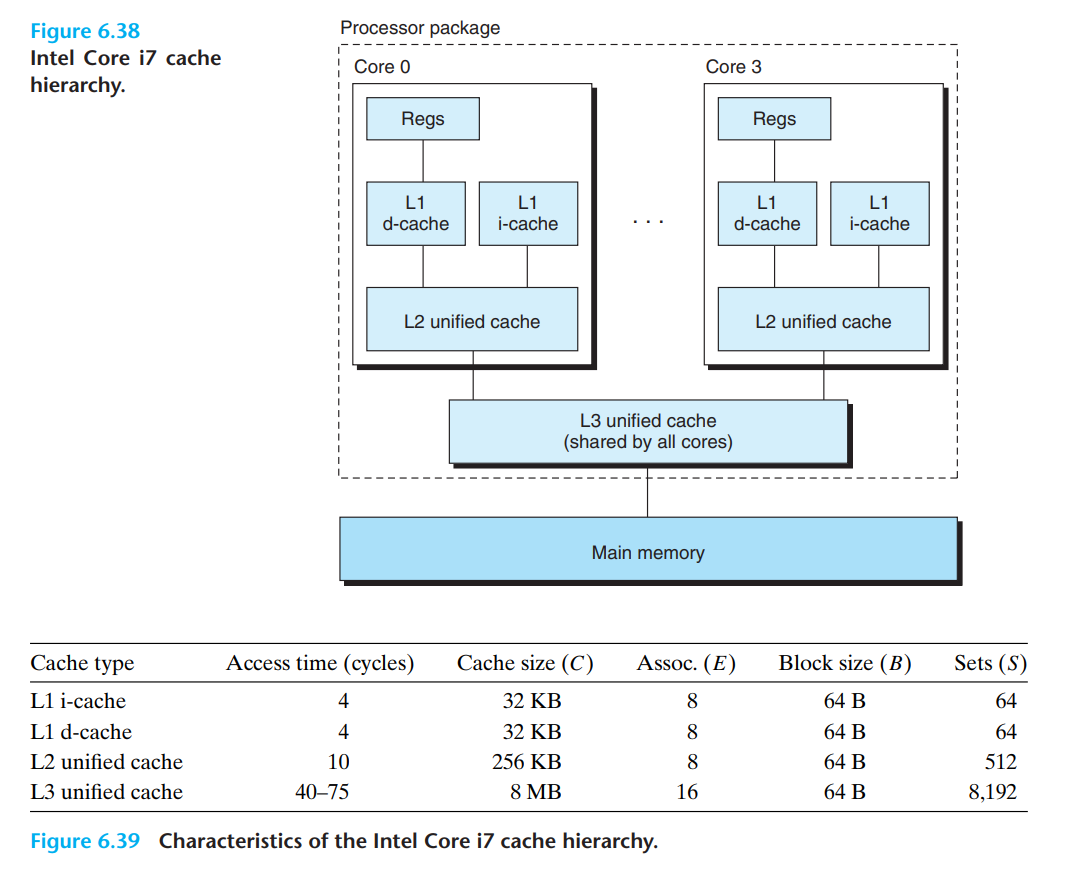 Figure 6.38
Intel Core i7 cache
hierarchy.
Processor package
Core 0
Core 3
Regs
Regs
L1
d-cache
L1
i-cache
. . .
L1
d-cache
L1
i-cache
L2 unified cache
L2 unified cache
L3 unified cache
(shared by all cores)
Main memory
Cache type Access time (cycles) Cache size (C) Assoc. (E) Block size (B) Sets (S)
L1 i-cache 4 32 KB 8 64 B 64
L1 d-cache 4 32 KB 8 64 B 64
L2 unified cache 10 256 KB 8 64 B 512
L3 unified cache 40–75 8 MB 16 64 B 8,192
Figure 6.39 Characteristics of the Intel Core i7 cache hierarchy.